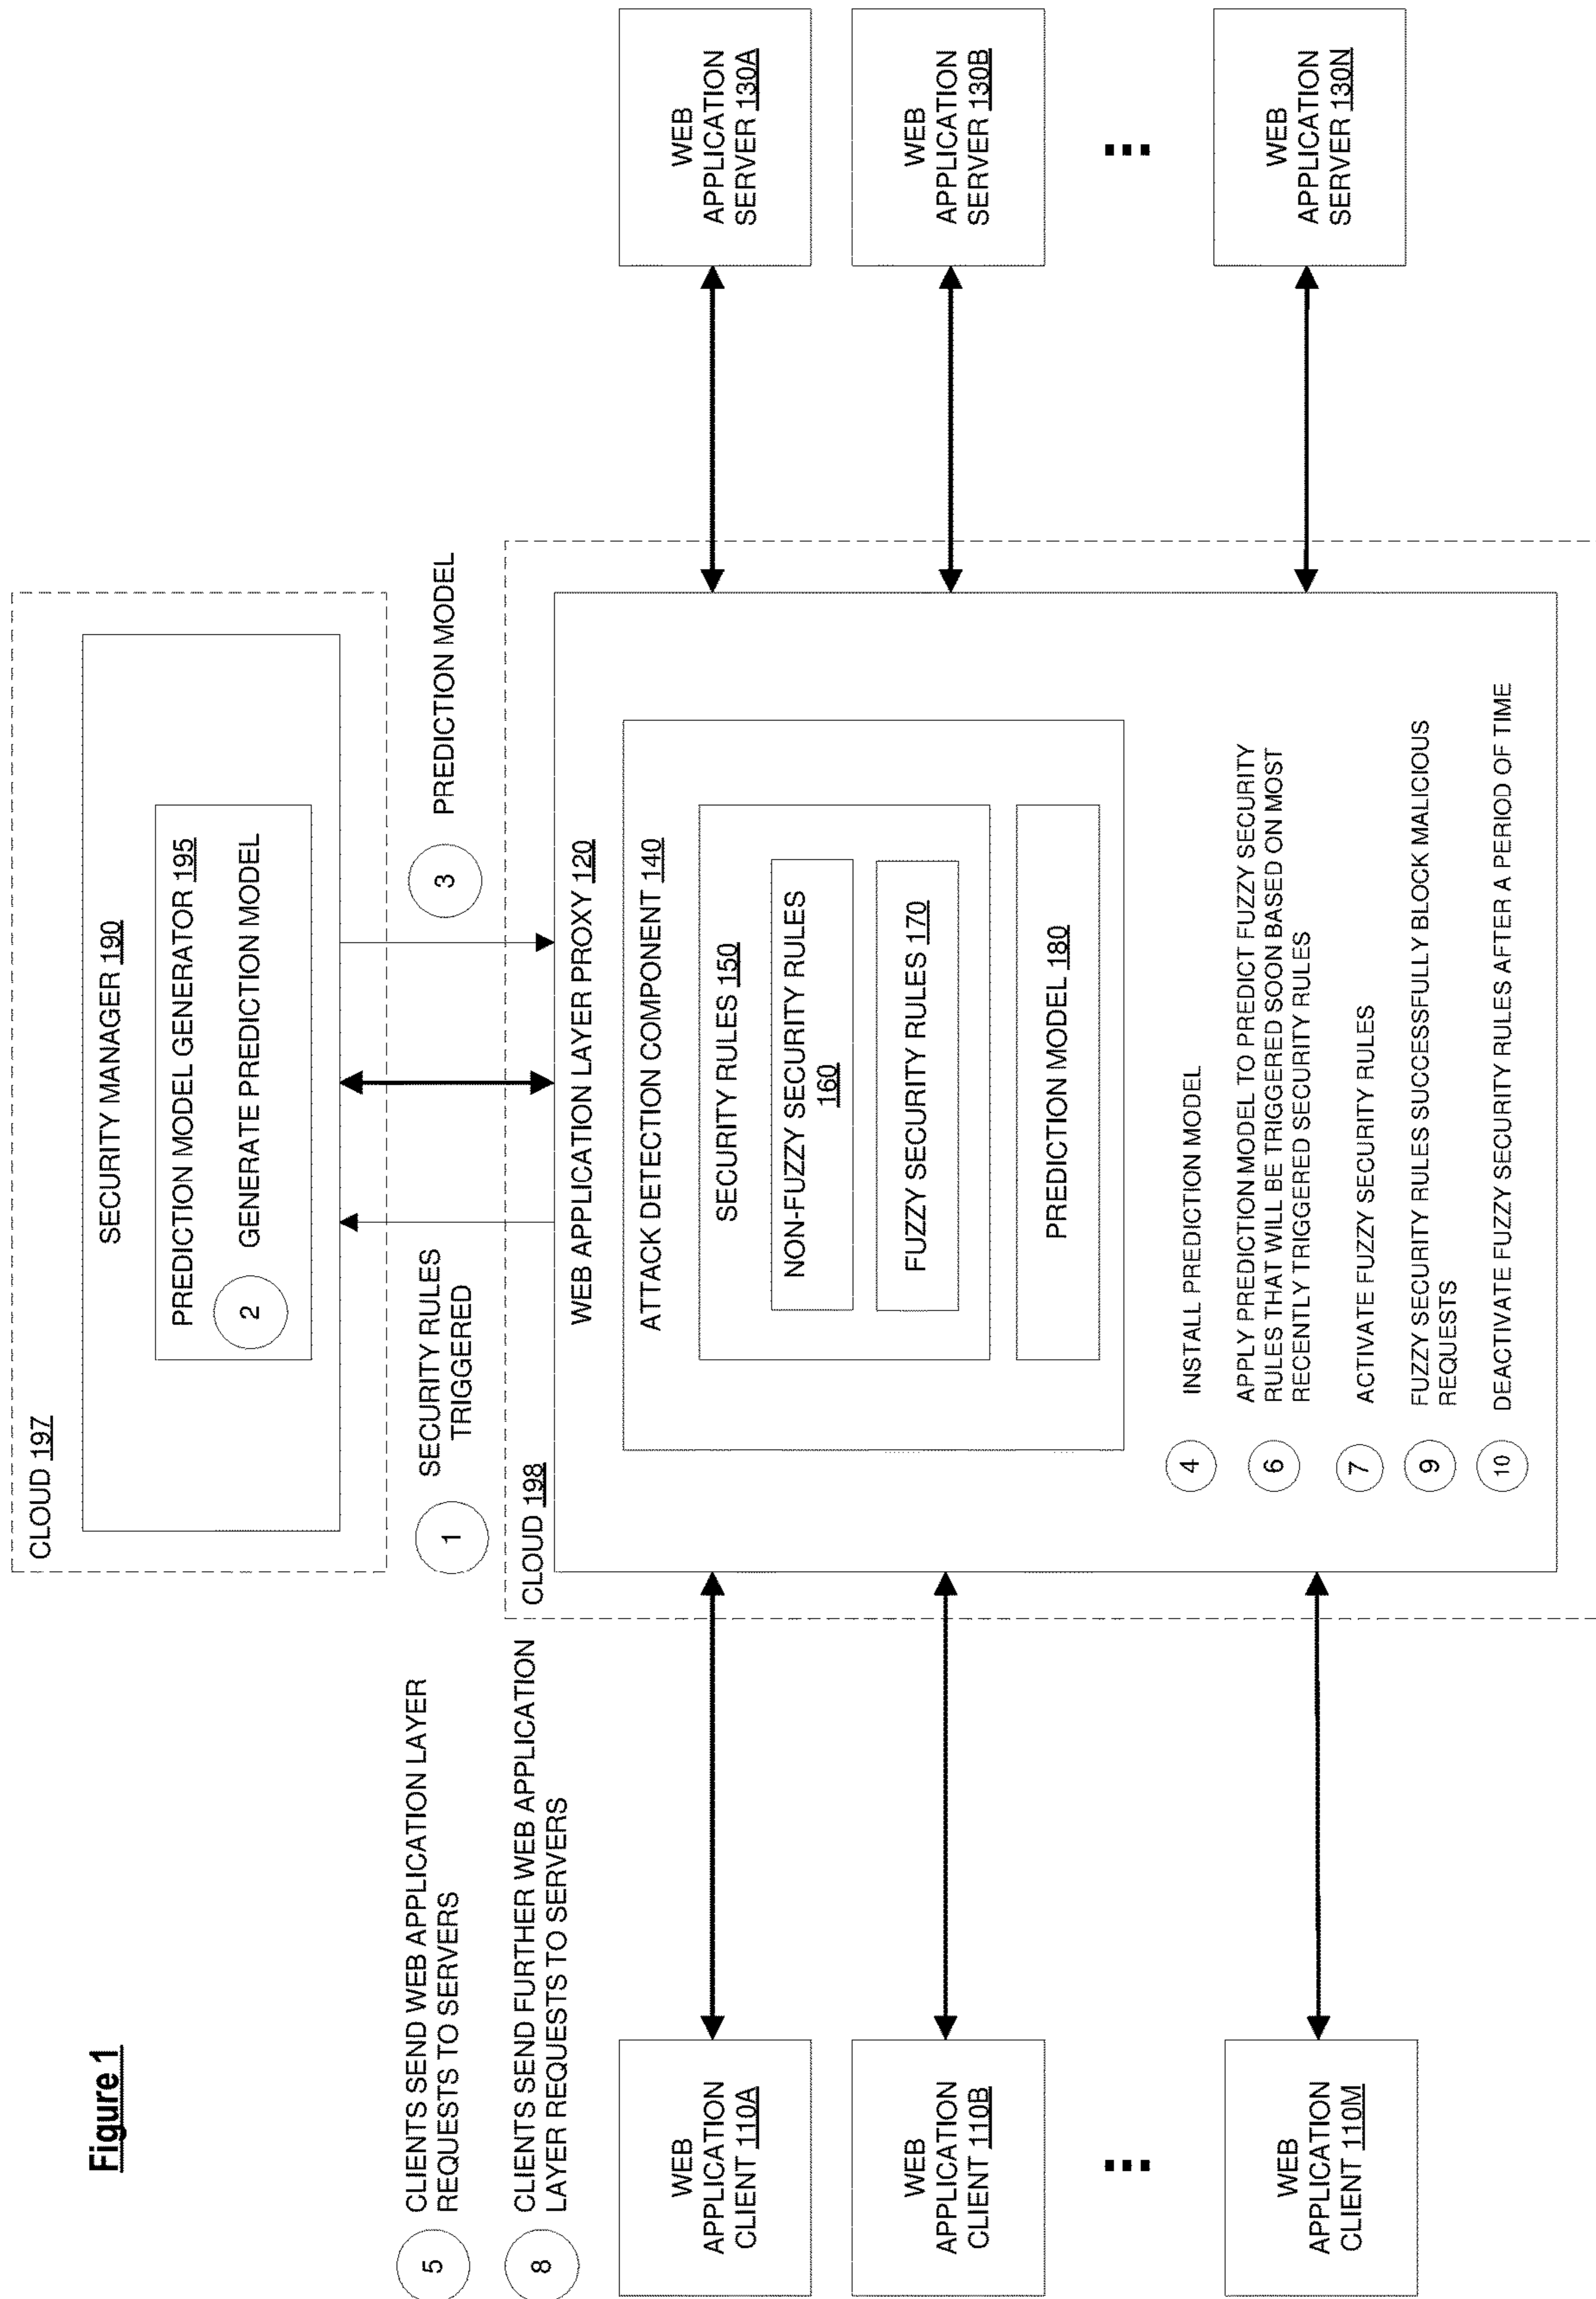 Figure 1
CLOUD 197
SECURITY MANAGER 190
PREDICTION MODEL GENERATOR 195
2
GENERATE PREDICTION MODEL
5
CLIENTS SEND WEB APPLICATION LAYER
REQUESTS TO SERVERS
1
SECURITY RULES
TRIGGERED
3
PREDICTION MODEL
8
CLIENTS SEND FURTHER WEB APPLICATION
LAYER REQUESTS TO SERVERS
CLOUD 198
WEB APPLICATION LAYER PROXY 120
ATTACK DETECTION COMPONENT 140
SECURITY RULES 150
NON-FUZZY SECURITY RULES
160
FUZZY SECURITY RULES 170
PREDICTION MODEL 180
4
INSTALL PREDICTION MODEL
6
APPLY PREDICTION MODEL TO PREDICT FUZZY SECURITY
RULES THAT WILL BE TRIGGERED SOON BASED ON MOST
RECENTLY TRIGGERED SECURITY RULES
7
ACTIVATE FUZZY SECURITY RULES
9
FUZZY SECURITY RULES SUCCESSFULLY BLOCK MALICIOUS
REQUESTS
10
DEACTIVATE FUZZY SECURITY RULES AFTER A PERIOD OF TIME
WEB
APPLICATION
CLIENT 110A
WEB
APPLICATION
CLIENT 110B
WEB
APPLICATION
CLIENT 110M
WEB
APPLICATION
SERVER 130A
WEB
APPLICATION
SERVER 130B
WEB
APPLICATION
SERVER 130N